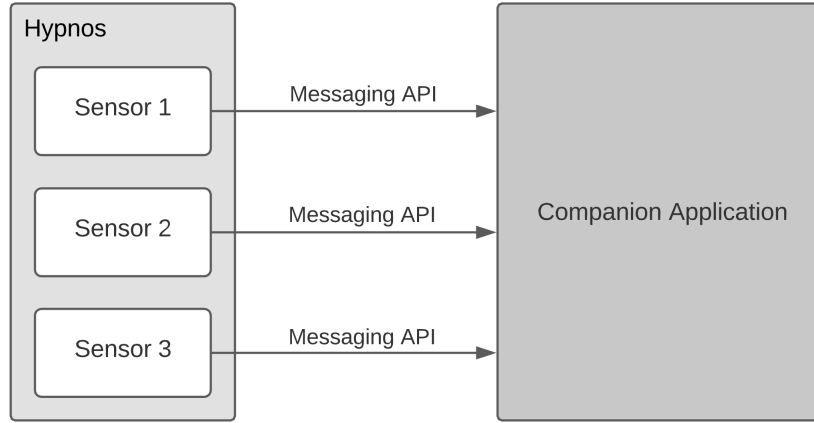 Hypnos
Sensor 1
Messaging API
Sensor 2
Messaging API
Companion Application
Sensor 3
Messaging API